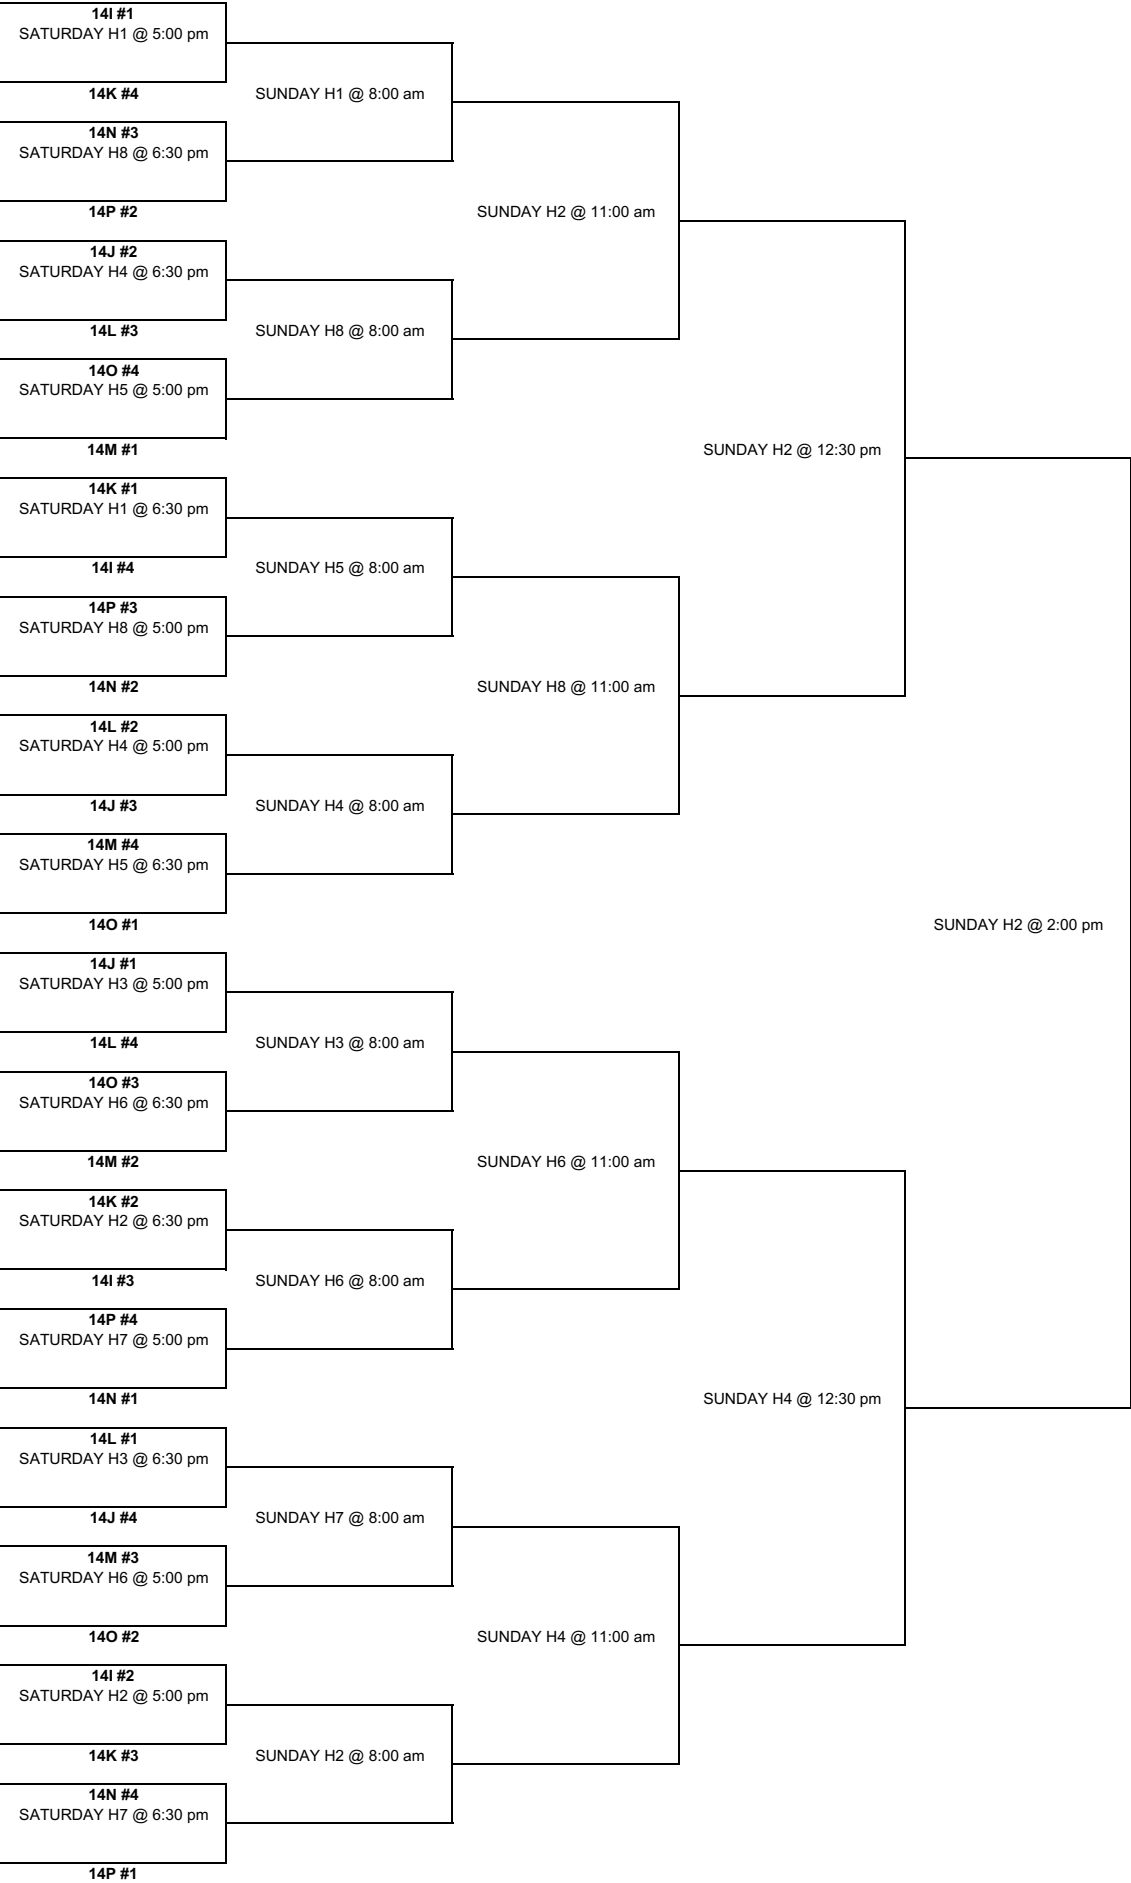 14I #1
SATURDAY H1 @ 5:00 pm
14K #4
SUNDAY H1 @ 8:00 am
14N #3
SATURDAY H8 @ 6:30 pm
14P #2
SUNDAY H2 @ 11:00 am
14J #2
SATURDAY H4 @ 6:30 pm
14L #3
SUNDAY H8 @ 8:00 am
14O #4
SATURDAY H5 @ 5:00 pm
14M #1
SUNDAY H2 @ 12:30 pm
14K #1
SATURDAY H1 @ 6:30 pm
14I #4
SUNDAY H5 @ 8:00 am
14P #3
SATURDAY H8 @ 5:00 pm
14N #2
SUNDAY H8 @ 11:00 am
14L #2
SATURDAY H4 @ 5:00 pm
14J #3
SUNDAY H4 @ 8:00 am
14M #4
SATURDAY H5 @ 6:30 pm
14O #1
SUNDAY H2 @ 2:00 pm
14J #1
SATURDAY H3 @ 5:00 pm
14L #4
SUNDAY H3 @ 8:00 am
14O #3
SATURDAY H6 @ 6:30 pm
14M #2
SUNDAY H6 @ 11:00 am
14K #2
SATURDAY H2 @ 6:30 pm
14I #3
SUNDAY H6 @ 8:00 am
14P #4
SATURDAY H7 @ 5:00 pm
14N #1
SUNDAY H4 @ 12:30 pm
14L #1
SATURDAY H3 @ 6:30 pm
14J #4
SUNDAY H7 @ 8:00 am
14M #3
SATURDAY H6 @ 5:00 pm
14O #2
SUNDAY H4 @ 11:00 am
14I #2
SATURDAY H2 @ 5:00 pm
14K #3
SUNDAY H2 @ 8:00 am
14N #4
SATURDAY H7 @ 6:30 pm
14P #1